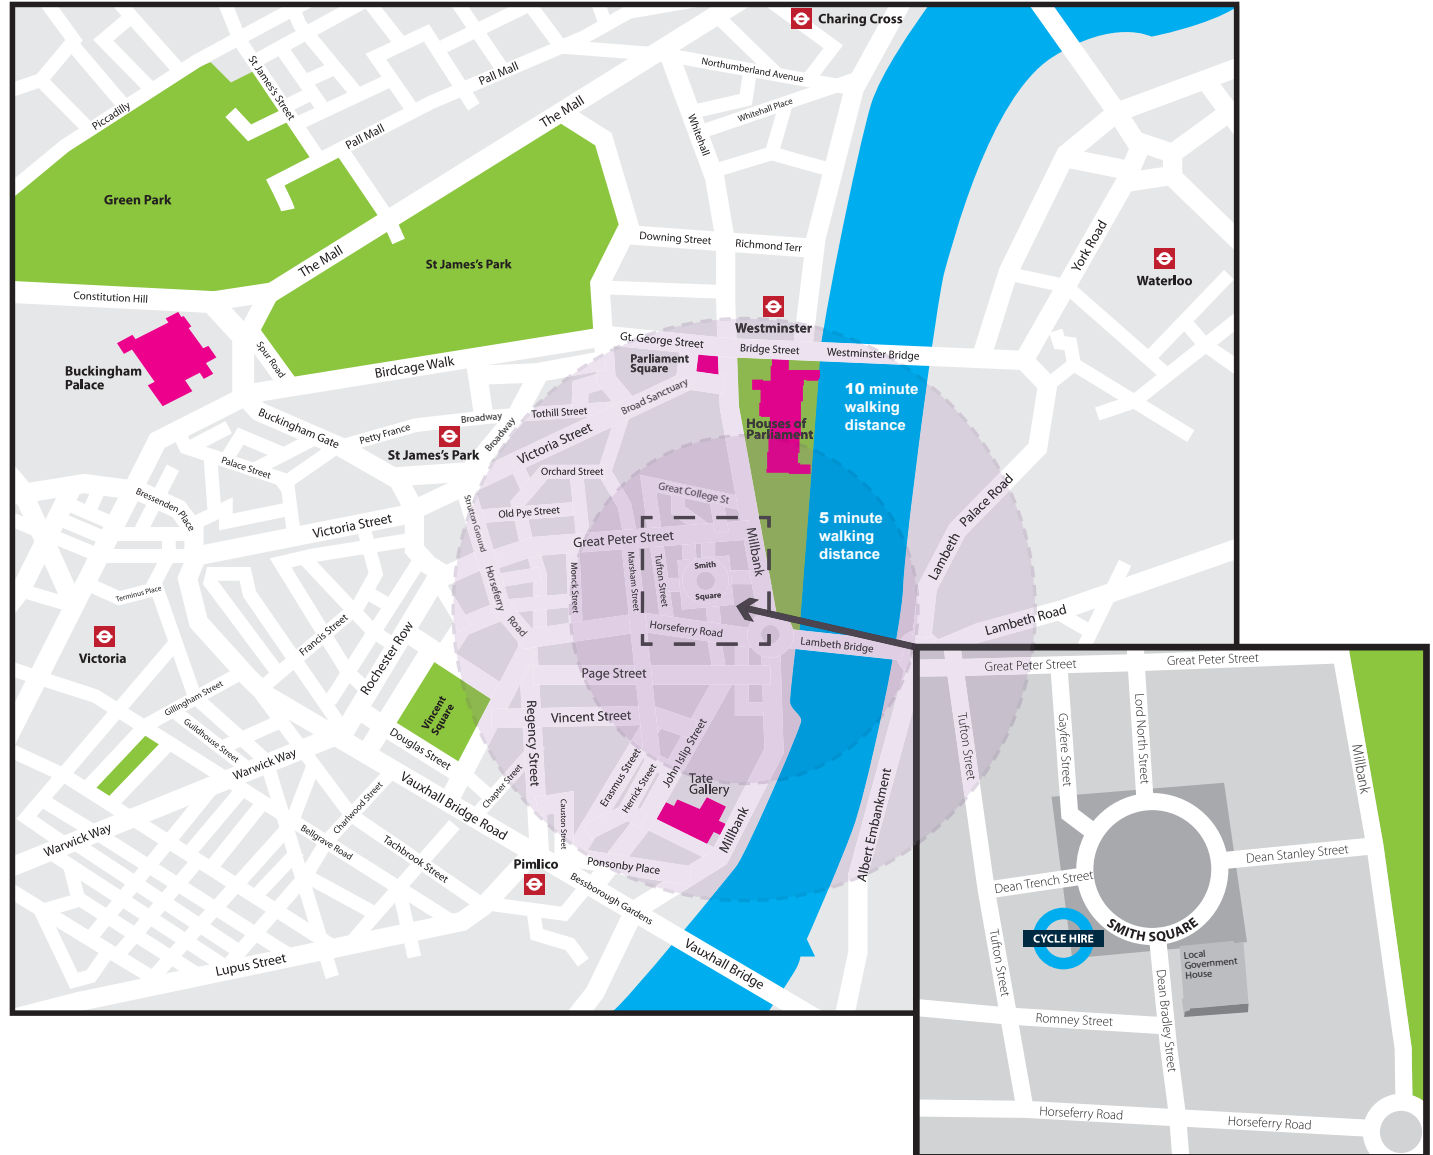 Charing Cross
Northumberland Avenue
Pall Mall
St James's Street
Piccadilly
The Mall
Whitehall Place
Whitehall
Pall Mall
Green Park
York Road
Downing Street
Richmond Terr
St James's Park
The Mall
Waterloo
Constitution Hill
Westminster
Gt. George Street
Bridge Street
Westminster Bridge
Spur Road
Parliament
Square
Birdcage Walk
Buckingham
Palace
10 minute
walking
distance
Broad Sanctuary
Houses of
Parliament
Buckingham Gate
Broadway
Tothill Street
Petty France
Broadway
Victoria Street
St James's Park
Palace Street
Orchard Street
Great College St
Bressenden Place
Strutton Ground
Old Pye Street
Victoria Street
5 minute
walking
distance
Lambeth
Palace Road
Great Peter Street
Millbank
Marsham Street
Tufton Street
Monck Street
Smith
Square
Horseferry
Road
Terminus Place
Francis Street
Rochester Row
Horseferry Road
Lambeth Road
Lambeth Bridge
Victoria
Page Street
Gillingham Street
Guildhouse Street
Vincent
Square
Regency Street
Vincent Street
Douglas Street
John Islip Street
Erasmus Street
Herrick Street
Warwick Way
Chapter Street
Tate
Gallery
Vauxhall Bridge Road
Charlwood Street
Causton Street
Millbank
Albert Embankment
Warwick Way
Bellgrave Road
Tachbrook Street
Pimlico
Ponsonby Place
Bessborough Gardens
Vauxhall Bridge
Lupus Street
Great Peter Street
Great Peter Street
Tufton Street
Gayfere Street
Lord North Street
Millbank
Dean Stanley Street
Dean Trench Street
SMITH SQUARE
CYCLE HIRE
Tufton Street
Local
Government
House
Dean Bradley Street
Romney Street
Horseferry Road
Horseferry Road